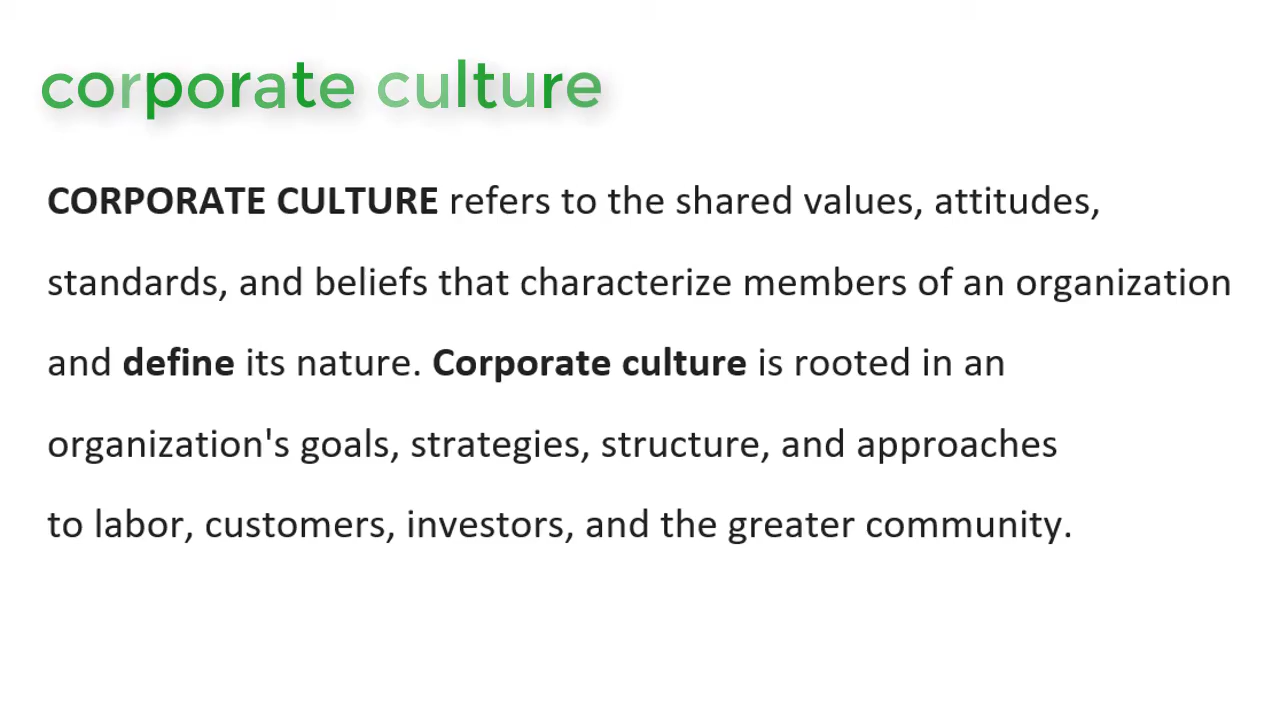 corporate culture
CORPORATE CULTURE refers to the shared values, attitudes,
standards, and beliefs that characterize members of an organization
and define its nature. Corporate culture is rooted in an
organization's goals, strategies, structure, and approaches
to labor, customers, investors, and the greater community.